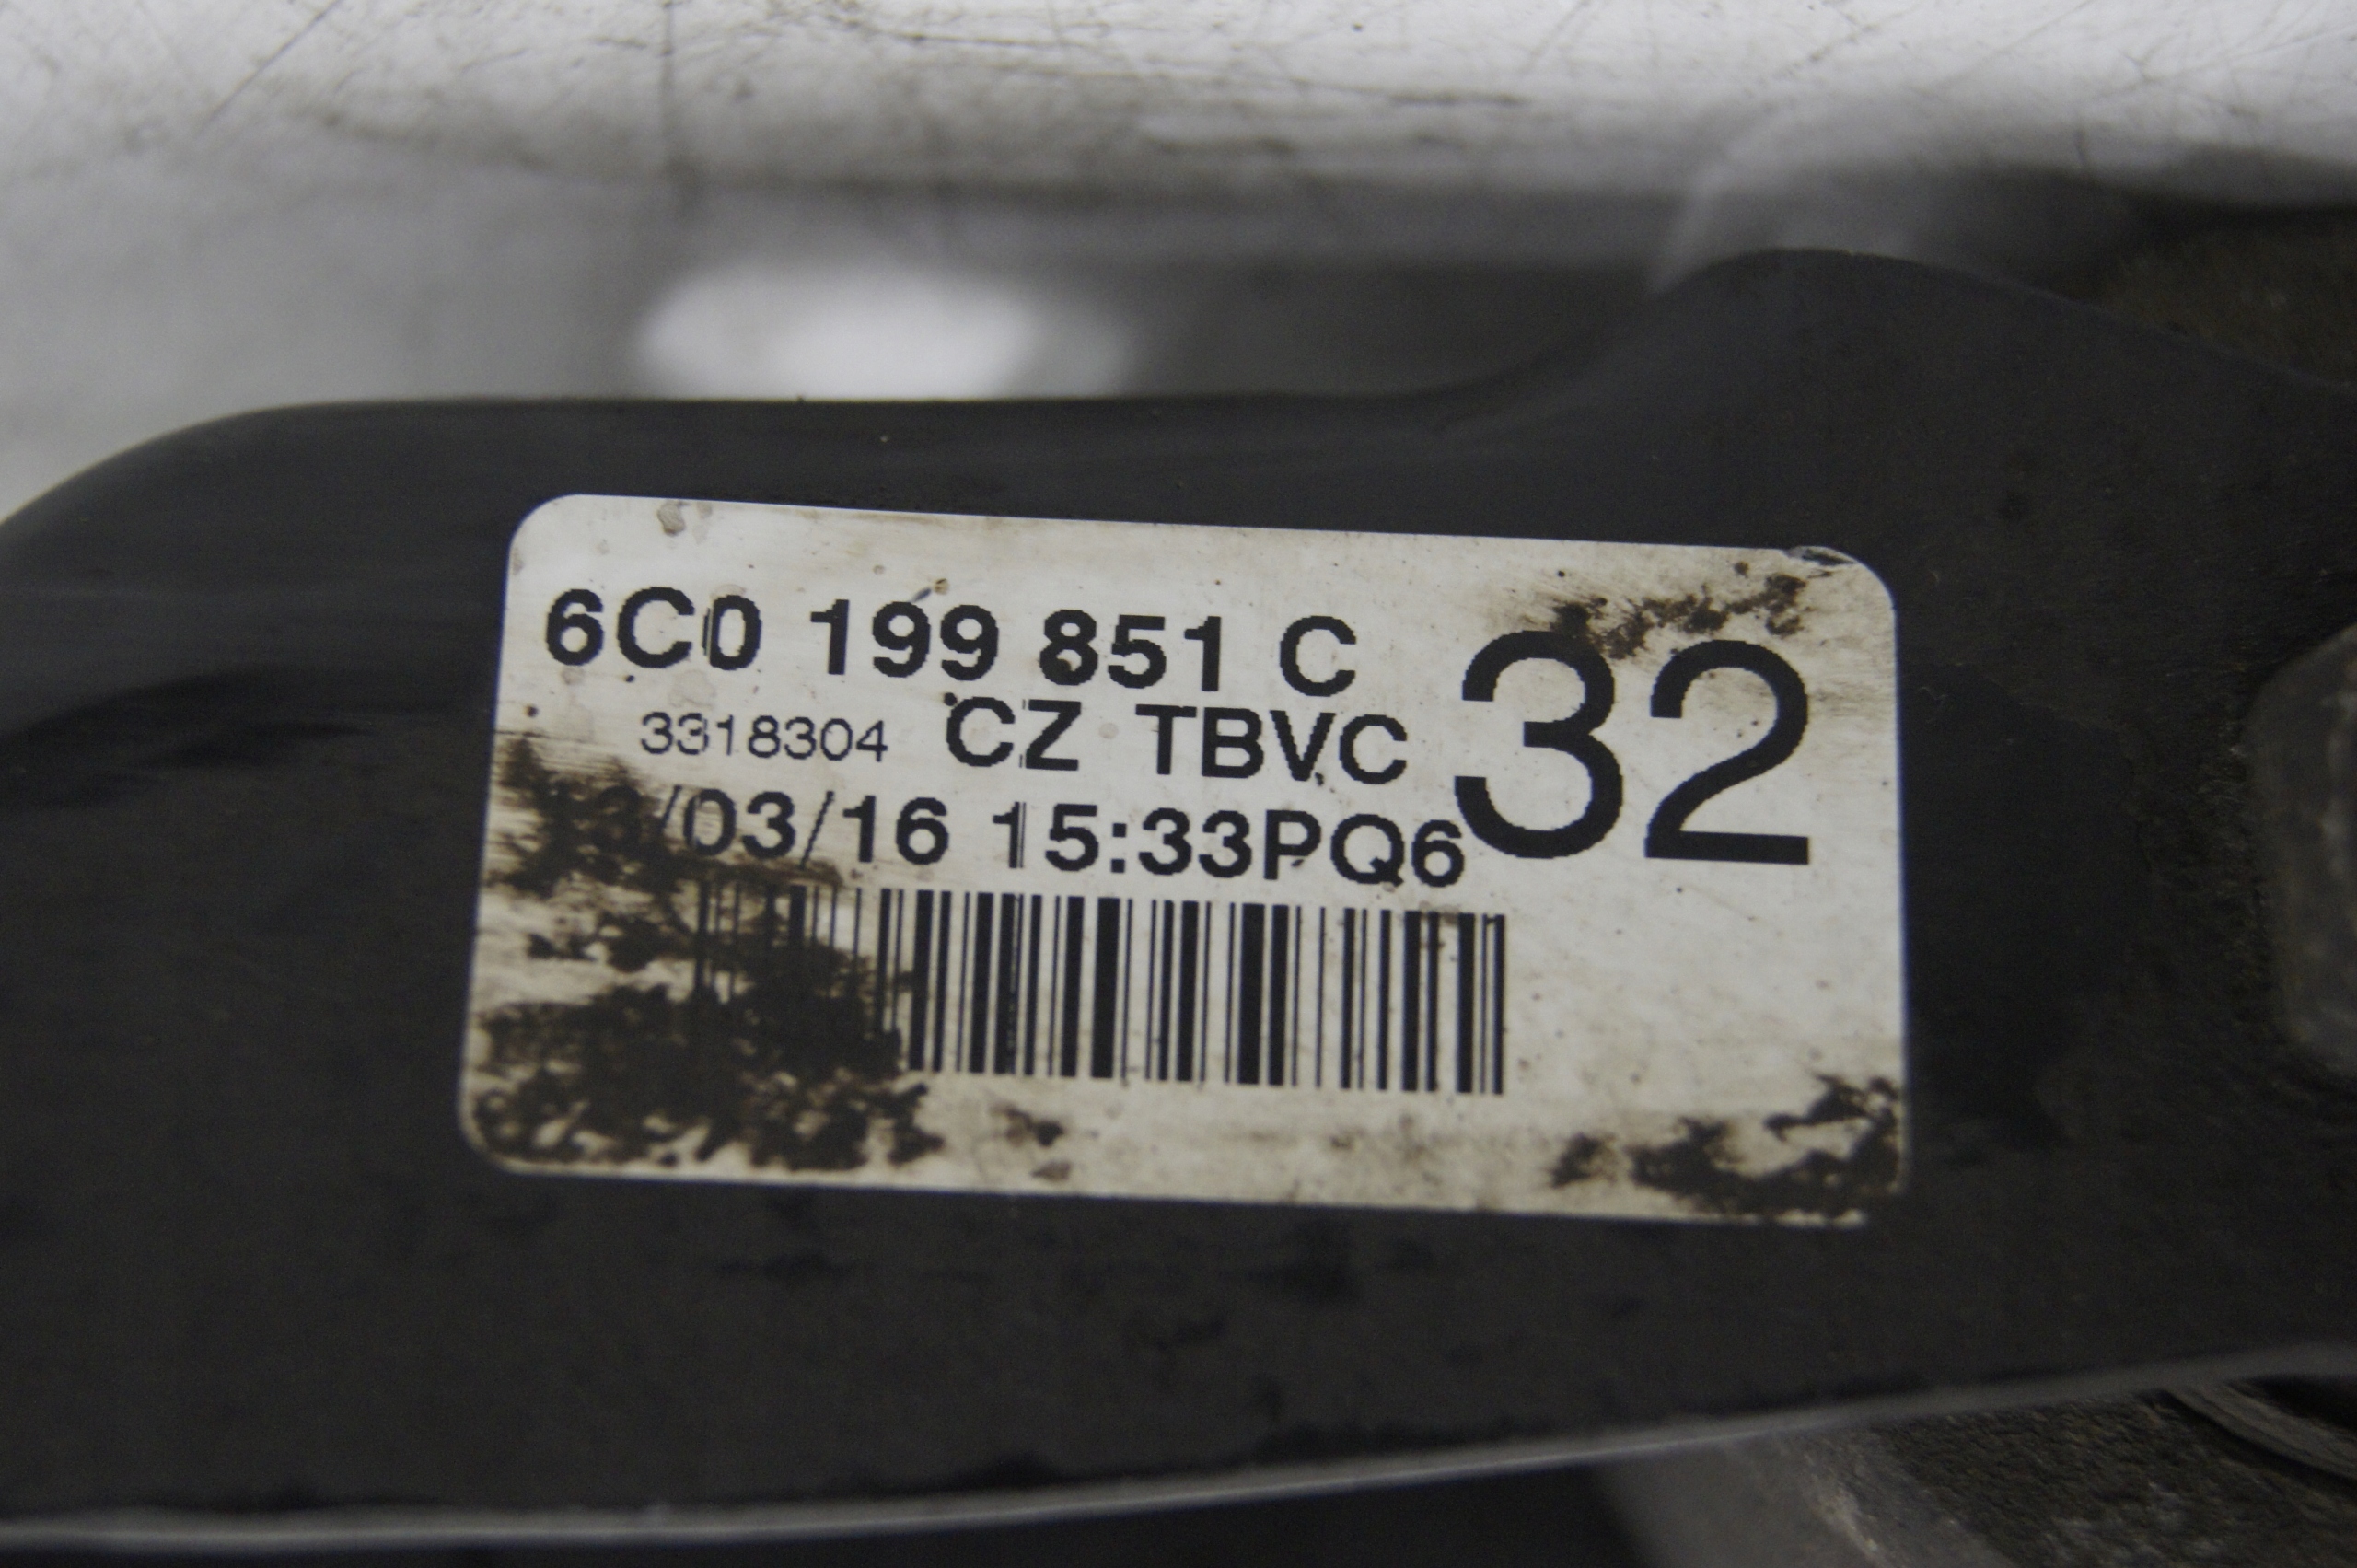 6C0 199 851 C
32
3318304 CZ TBVC
/03/16 15:33PQ6